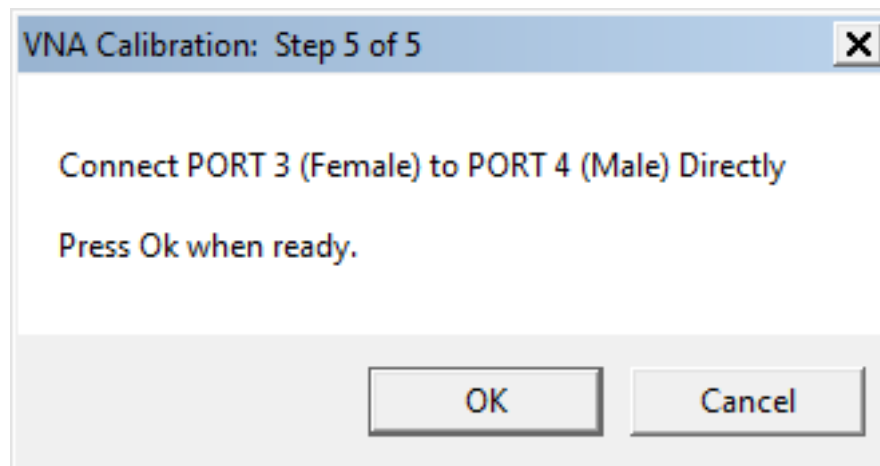 VNA Calibration: Step 5 of 5
Connect PORT 3 (Female) to PORT 4 (Male) Directly
Press Ok when ready.
OK
Cancel